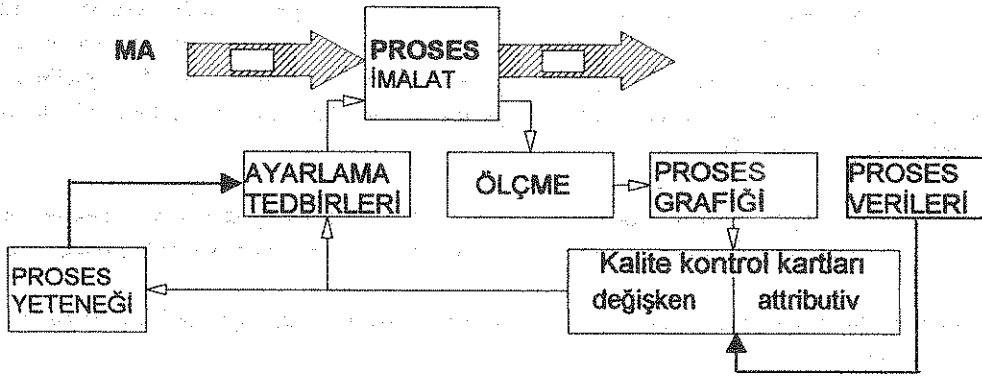 MA
PROSES
İMALAT
AYARLAMA
TEDBİRLERİ
ÖLÇME
PROSES
GRAFİĞİ
PROSES
VERİLERİ
PROSES
YETENEĞİ
Kalite kontrol kartları
değişken attributiv